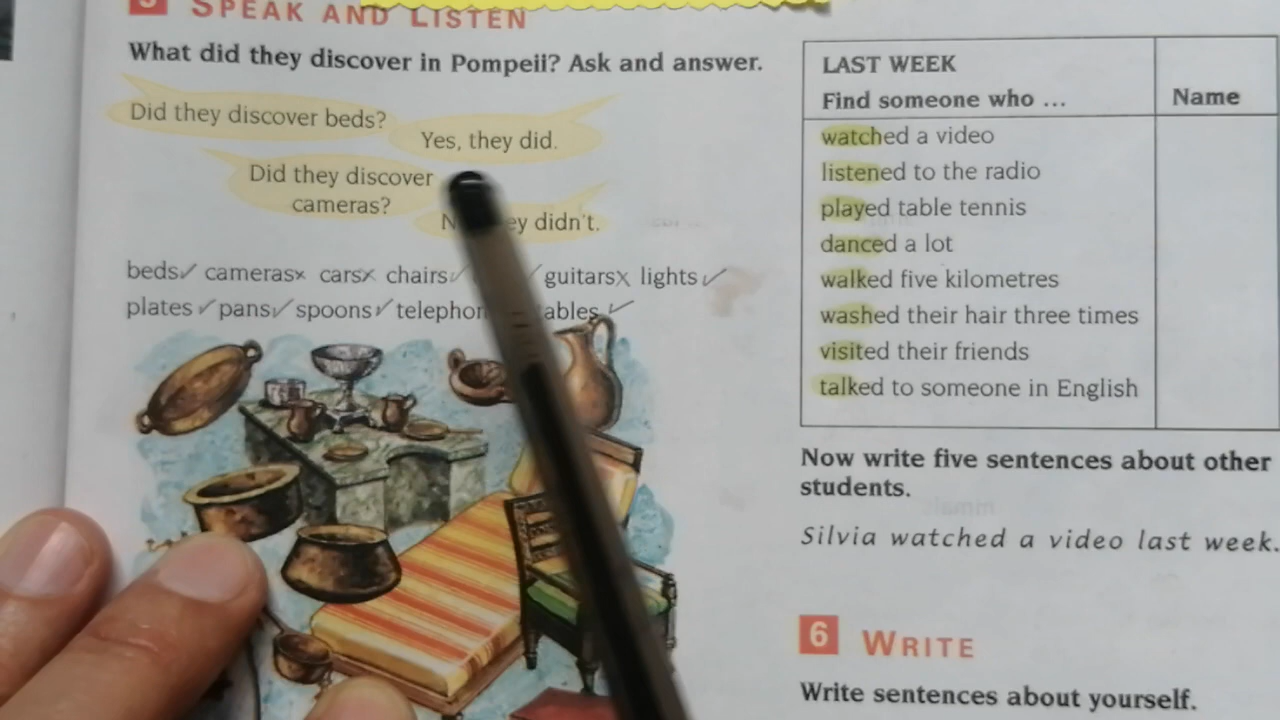 SPEAK AND LISTEN
What did they discover in Pompeii? Ask and answer.
Did they discover beds?
Yes, they did.
Did they discover
cameras?
didn't.
beds✓ camerasx carsx chairs✓ guitarsx lights✓
plates✓ pans✓ spoons✓
LAST WEEK
Find someone who ... Name
watched a video
listened to the radio
played table tennis
danced a lot
walked five kilometres
washed their hair three times
visited their friends
talked to someone in English
Now write five sentences about other
students.
Silvia watched a video last week.
6 WRITE
Write sentences about yourself.